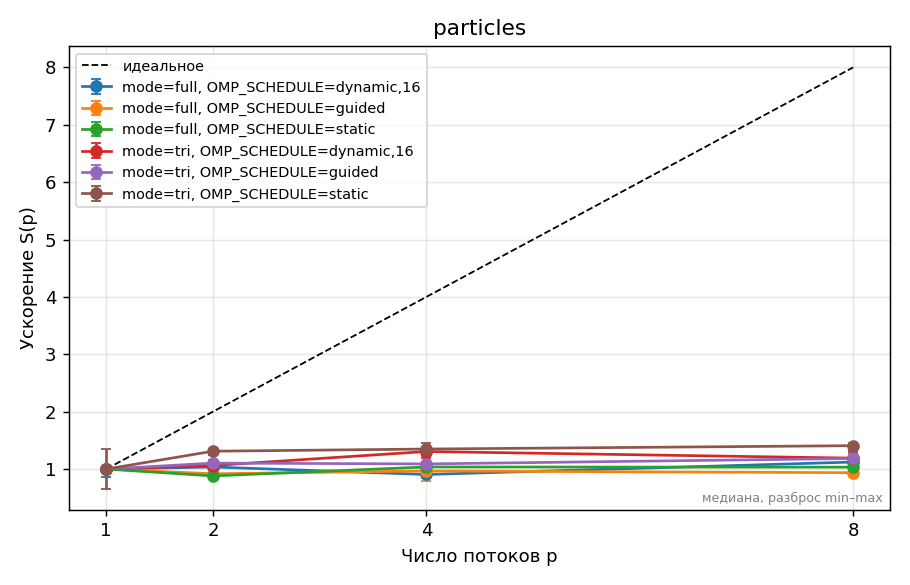 particles
идеальное
mode=full, OMP_SCHEDULE=dynamic,16
mode=full, OMP_SCHEDULE=guided
mode=full, OMP_SCHEDULE=static
mode=tri, OMP_SCHEDULE=dynamic,16
mode=tri, OMP_SCHEDULE=guided
mode=tri, OMP_SCHEDULE=static
Ускорение S(p)
8
7
6
5
4
3
2
1
медиана, разброс min–max
1 2 4 8
Число потоков p